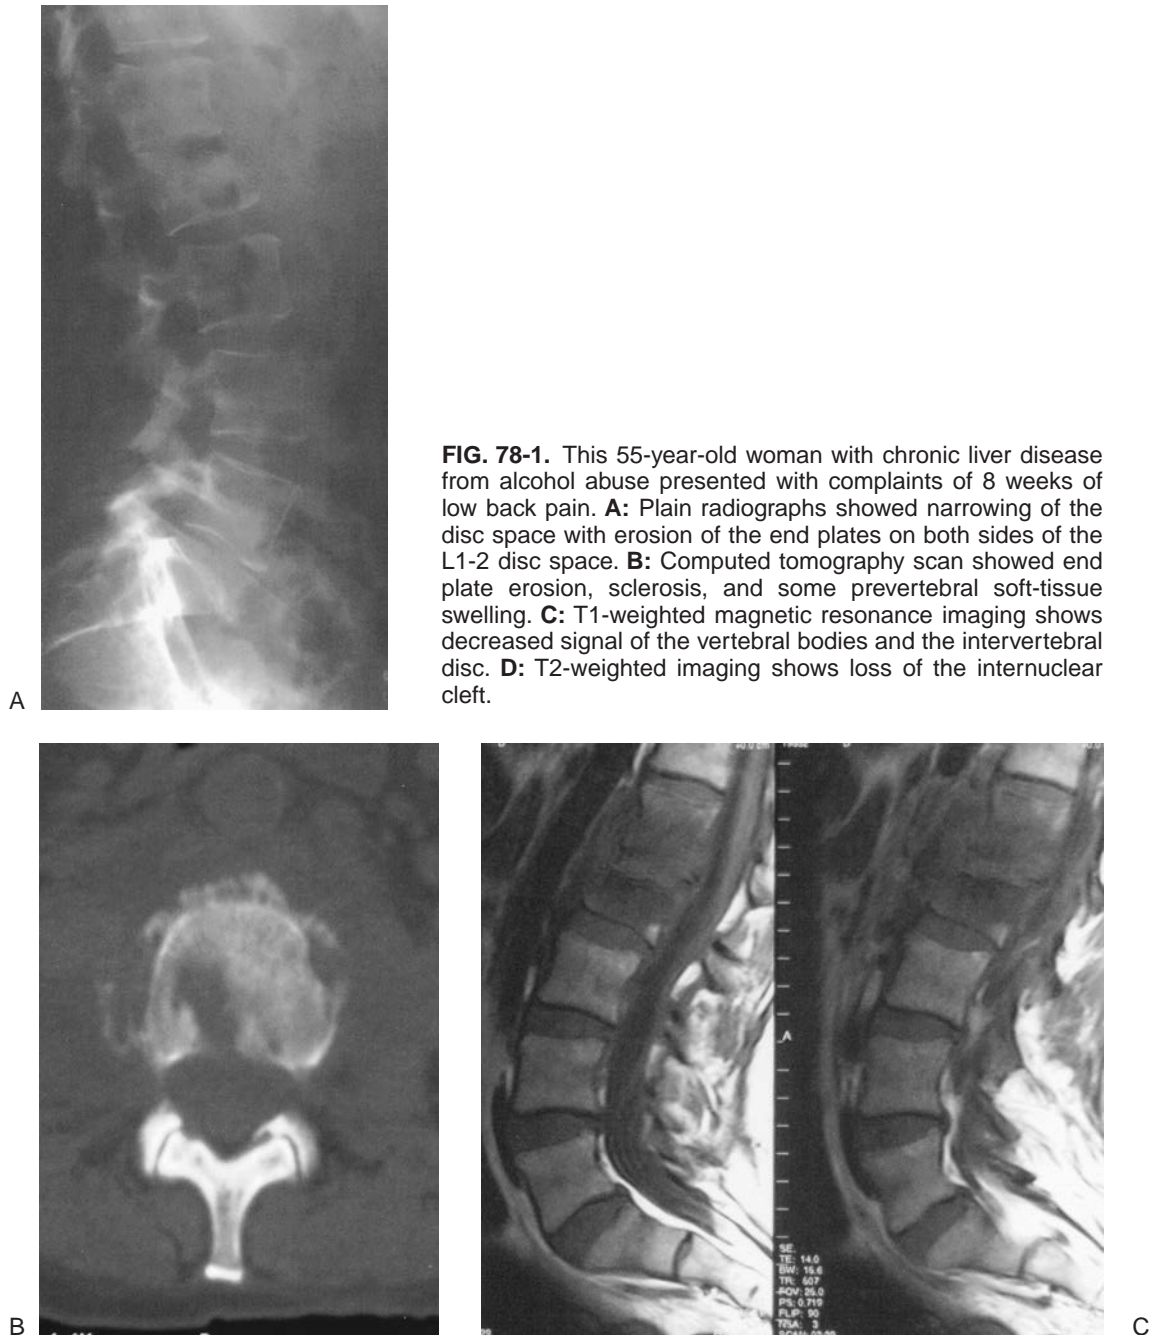 FIG. 78-1. This 55-year-old woman with chronic liver disease
from alcohol abuse presented with complaints of 8 weeks of
low back pain. A: Plain radiographs showed narrowing of the
disc space with erosion of the end plates on both sides of the
L1-2 disc space. B: Computed tomography scan showed end
plate erosion, sclerosis, and some prevertebral soft-tissue
swelling. C: T1-weighted magnetic resonance imaging shows
decreased signal of the vertebral bodies and the intervertebral
disc. D: T2-weighted imaging shows loss of the internuclear
cleft.
A
A
SE
TE: 14.0
BW: 15.6
TR: 607
FOV: 25.0
PS: 0.719
FLIP: 90
NSA: 3
B
C